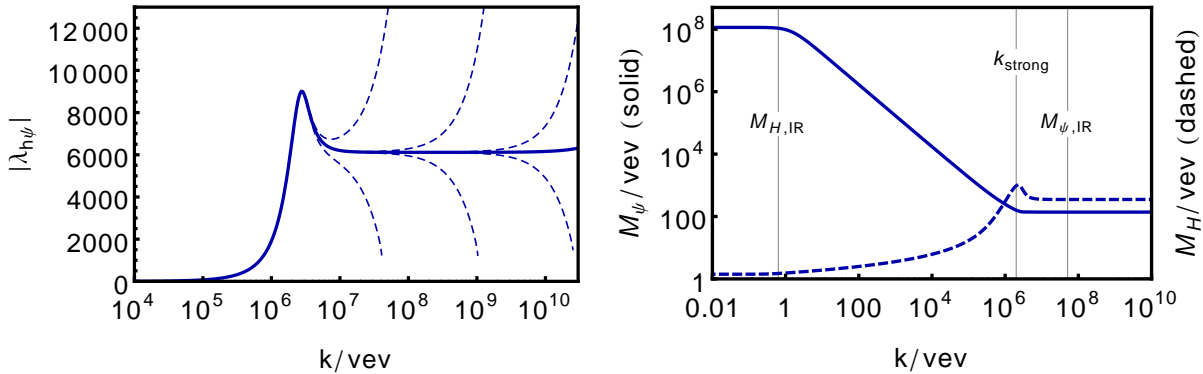 |λhψ|
12 000
10 000
8000
6000
4000
2000
0
10^4 10^5 10^6 10^7 10^8 10^9 10^10
k/vev
Mψ/vev (solid)
10^8
10^6
10^4
100
1
kstrong
MH,IR
Mψ,IR
0.01 1 100 10^4 10^6 10^8 10^10
k/vev
MH/vev (dashed)